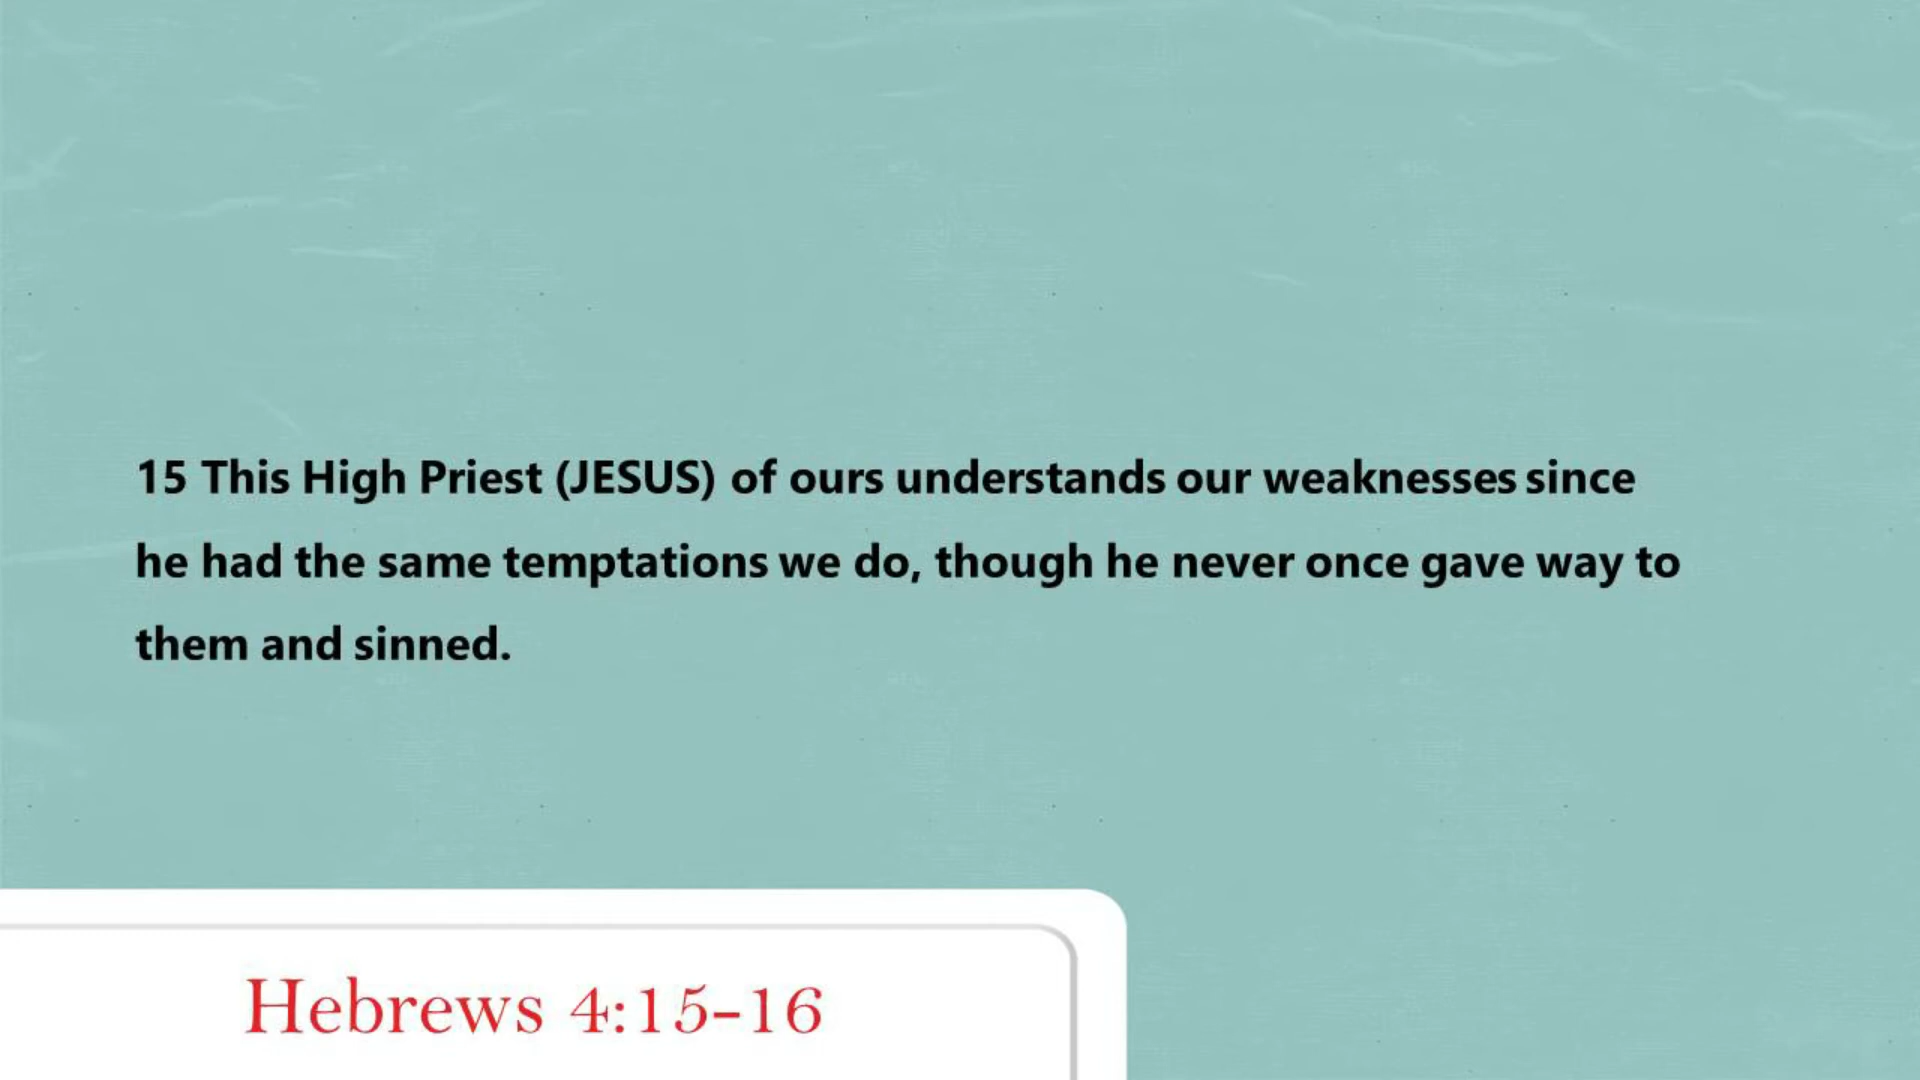 15 This High Priest (JESUS) of ours understands our weaknesses since
he had the same temptations we do, though he never once gave way to
them and sinned.
Hebrews 4:15-16